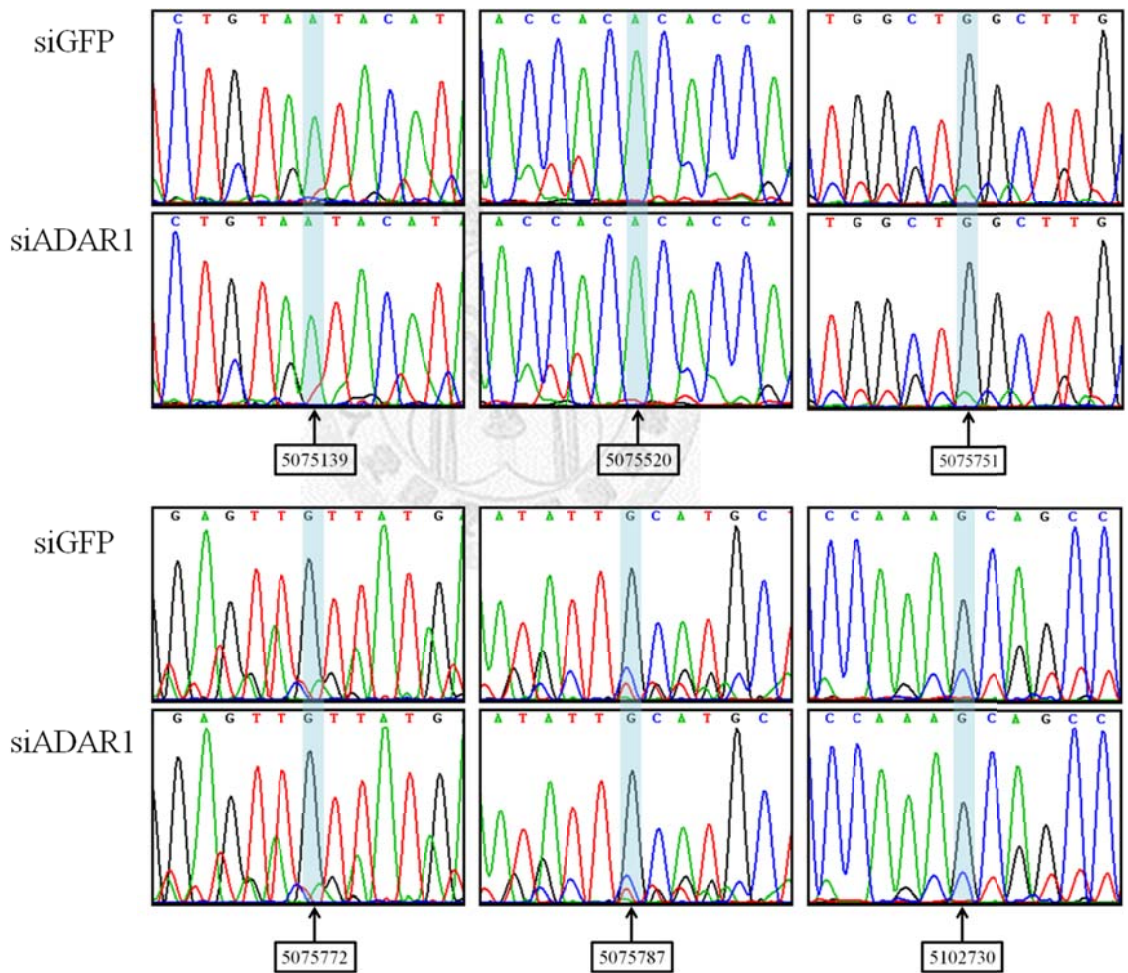 C T G T A A T A C A T
A C C A C A C A C C A
T G G C T G G C T T G
siGFP
C T G T A A T A C A T
A C C A C A C A C C A
T G G C T G G C T T G
siADAR1
5075139
5075520
5075751
G A G T T G T T A T G
A T A T T G C A T G C T
C C A A A G C A G C C
siGFP
G A G T T G T T A T G
A T A T T G C A T G C T
C C A A A G C A G C C
siADAR1
5075772
5075787
5102730